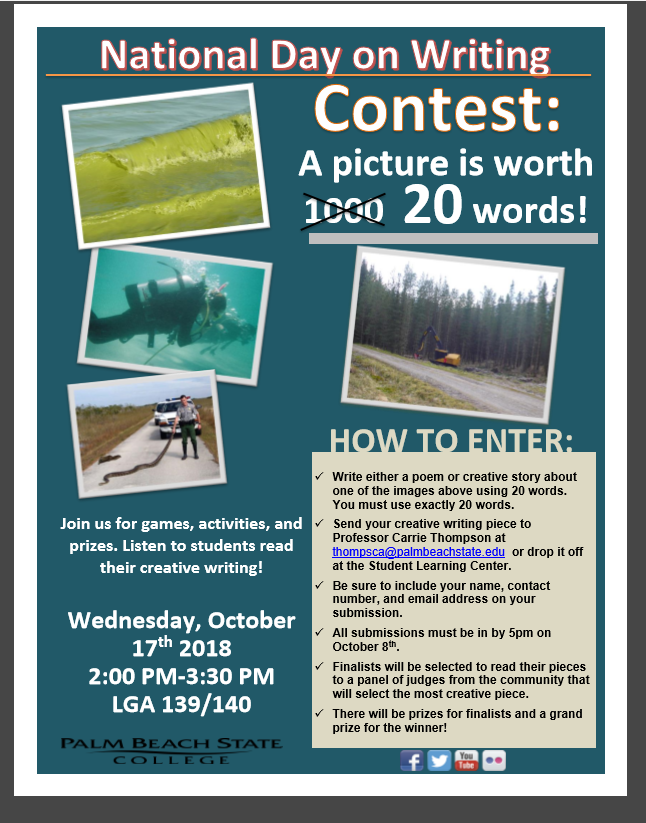 National Day on Writing
Contest:
A picture is worth
1000 20 words!
HOW TO ENTER:
✓ Write either a poem or creative story about
one of the images above using 20 words.
You must use exactly 20 words.
✓ Send your creative writing piece to
Professor Carrie Thompson at
thompsca@palmbeachstate.edu or drop it off
at the Student Learning Center.
✓ Be sure to include your name, contact
number, and email address on your
submission.
✓ All submissions must be in by 5pm on
October 8th.
✓ Finalists will be selected to read their pieces
to a panel of judges from the community that
will select the most creative piece.
✓ There will be prizes for finalists and a grand
prize for the winner!
Join us for games, activities, and
prizes. Listen to students read
their creative writing!
Wednesday, October
17th 2018
2:00 PM-3:30 PM
LGA 139/140
PALM BEACH STATE
COLLEGE
f You Tube